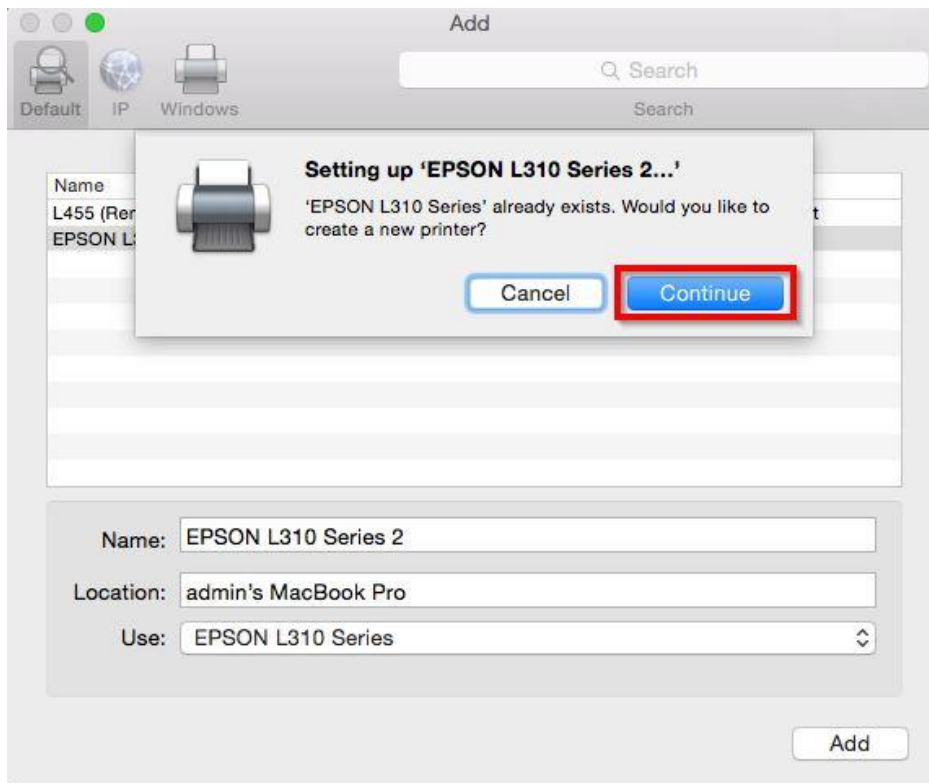 Add
Default IP Windows
Search
Search
Setting up ‘EPSON L310 Series 2...’
‘EPSON L310 Series’ already exists. Would you like to
create a new printer?
Cancel Continue
Name
L455 (Rer t
EPSON L
Name: EPSON L310 Series 2
Location: admin’s MacBook Pro
Use: EPSON L310 Series
Add